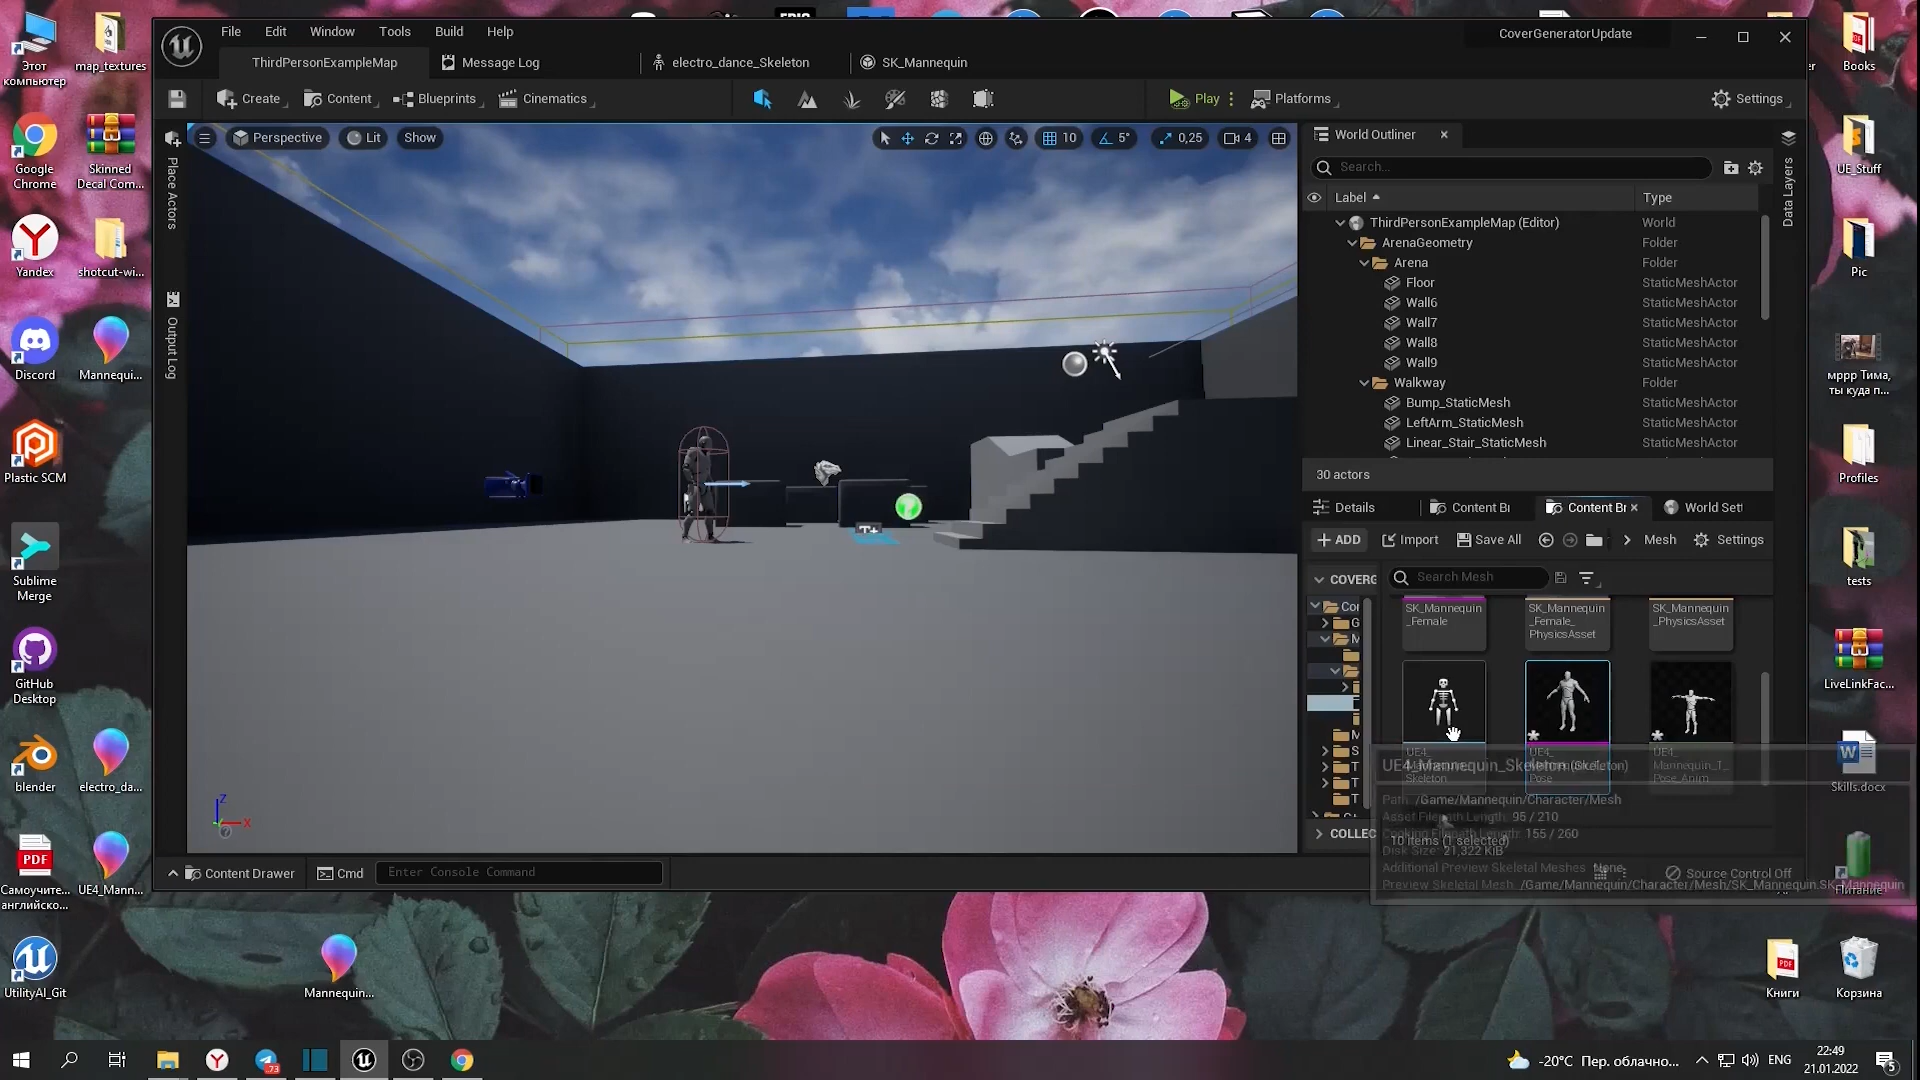 Этот
компьютер
map_textures
Google
Chrome
Skinned
Decal Com...
Yandex
shotcut-wi...
Discord
Mannequi...
Plastic SCM
Sublime
Merge
GitHub
Desktop
blender
electro_da...
Самоучите...
английско...
UE4_Mann...
UtilityAI_Git
Mannequin...
File
Edit
Window
Tools
Build
Help
CoverGeneratorUpdate
ThirdPersonExampleMap
Message Log
electro_dance_Skeleton
SK_Mannequin
Create
Content
Blueprints
Cinematics
Play
Platforms
Settings
Place Actors
Output Log
Perspective
Lit
Show
10
5°
0,25
4
World Outliner
Search...
Data Layers
Label
Type
ThirdPersonExampleMap (Editor)
World
ArenaGeometry
Folder
Arena
Folder
Floor
StaticMeshActor
Wall6
StaticMeshActor
Wall7
StaticMeshActor
Wall8
StaticMeshActor
Wall9
StaticMeshActor
Walkway
Folder
Bump_StaticMesh
StaticMeshActor
LeftArm_StaticMesh
StaticMeshActor
Linear_Stair_StaticMesh
StaticMeshActor
30 actors
Details
Content Br
Content Br
World Set
+ ADD
Import
Save All
Mesh
Settings
COVERG
Search Mesh
SK_Mannequin
_Female
SK_Mannequin
_Female_
PhysicsAsset
SK_Mannequin
_PhysicsAsset
UE4_Mannequin_Skeleton (Skeleton)
Path: /Game/Mannequin/Character/Mesh
Asset Filepath Length: 95 / 210
Cooking Filepath Length: 155 / 260
10 items (1 selected)
Disk Size: 21,322 KiB
Additional Preview Skeletal Meshes: None
Preview Skeletal Mesh: /Game/Mannequin/Character/Mesh/SK_Mannequin.SK_Mannequin
COLLEC
Source Control Off
Content Drawer
Cmd
Enter Console Command
Z
X
Books
UE_Stuff
Pic
мррр Тима,
ты куда п...
Profiles
tests
LiveLinkFac...
Skills.docx
Питание
Книги
Корзина
PDF
73
-20°C
Пер. облачно...
ENG
22:49
21.01.2022
5